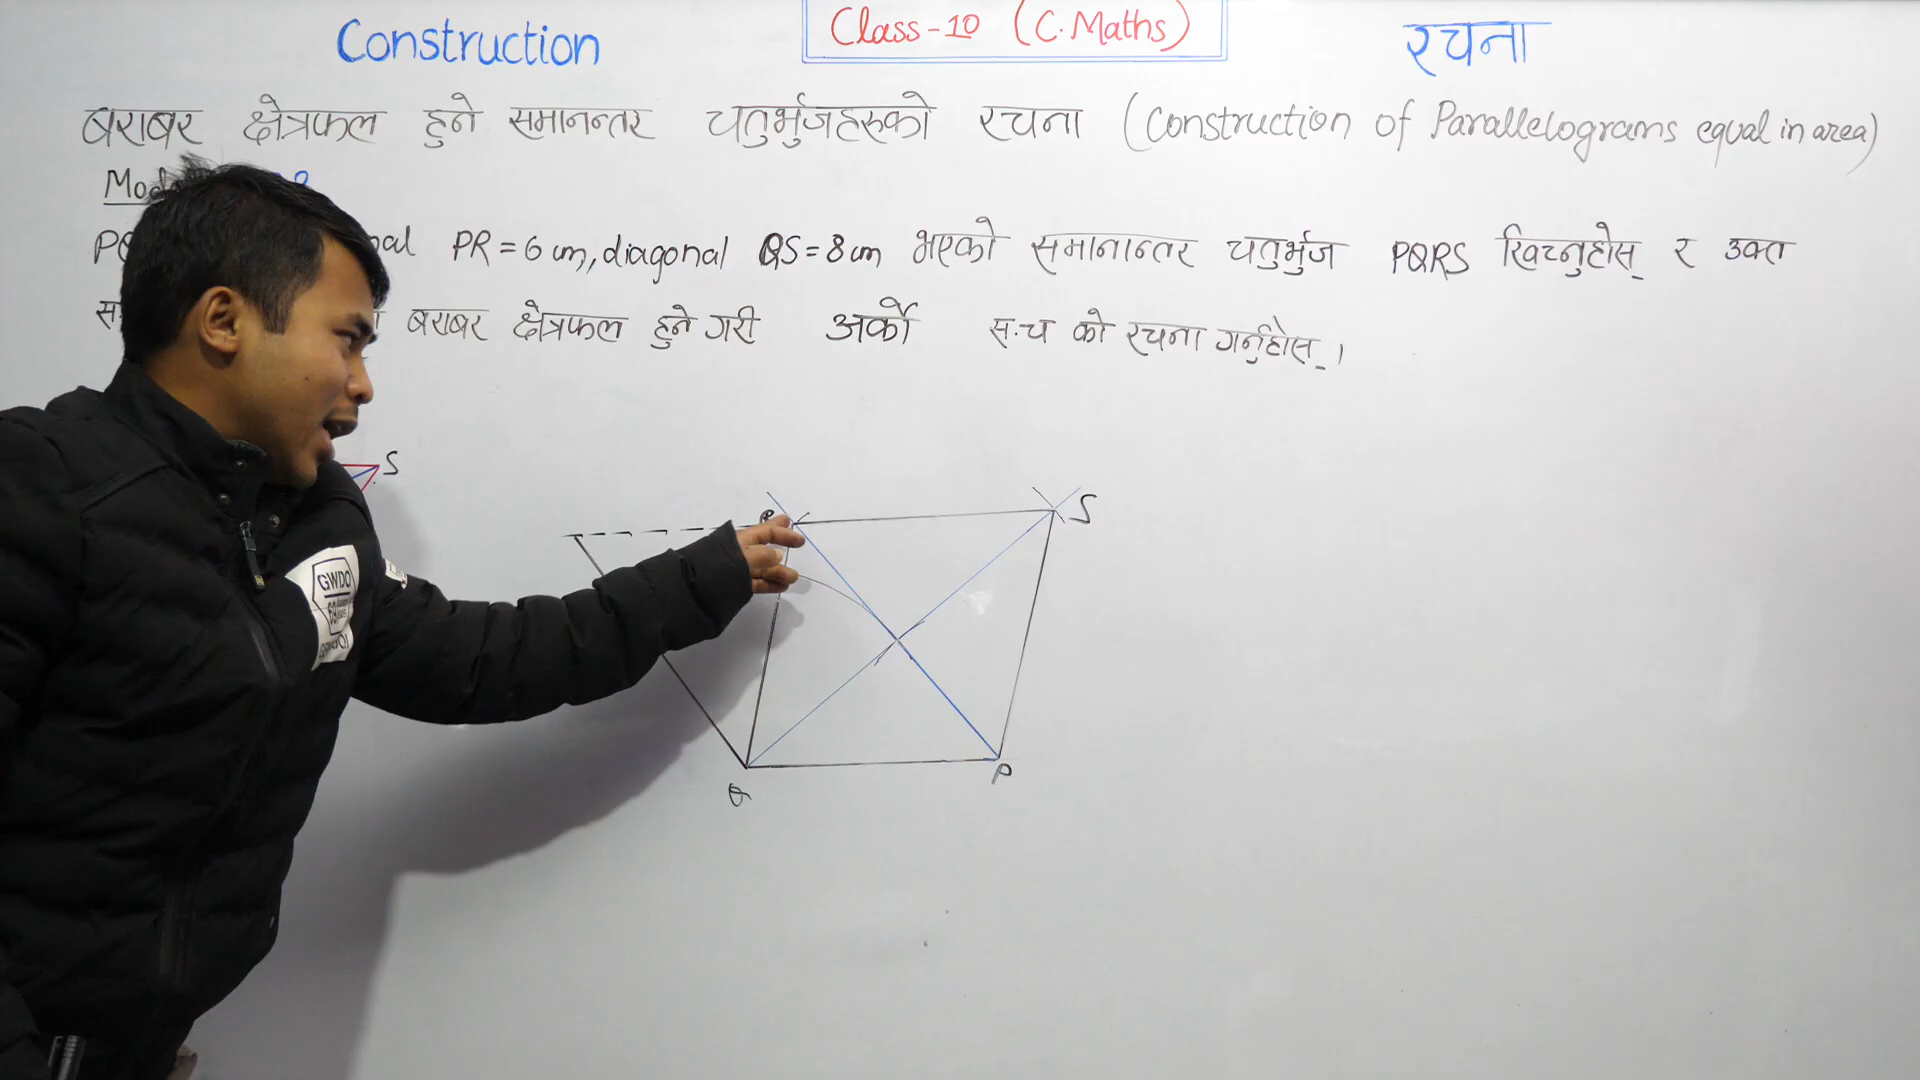 Construction
Class-10 (C. Maths)
रचना
बराबर क्षेत्रफल हुने समानन्तर चतुर्भुजहरुको रचना (Construction of Parallelograms equal in area)
PR = 6 cm, diagonal QS = 8 cm भएको समानान्तर चतुर्भुज PQRS खिच्नुहोस् र उक्त
बराबर क्षेत्रफल हुने गरी अर्को स.च को रचना गर्नुहोस् ।
S
S
Q
P
GWDO